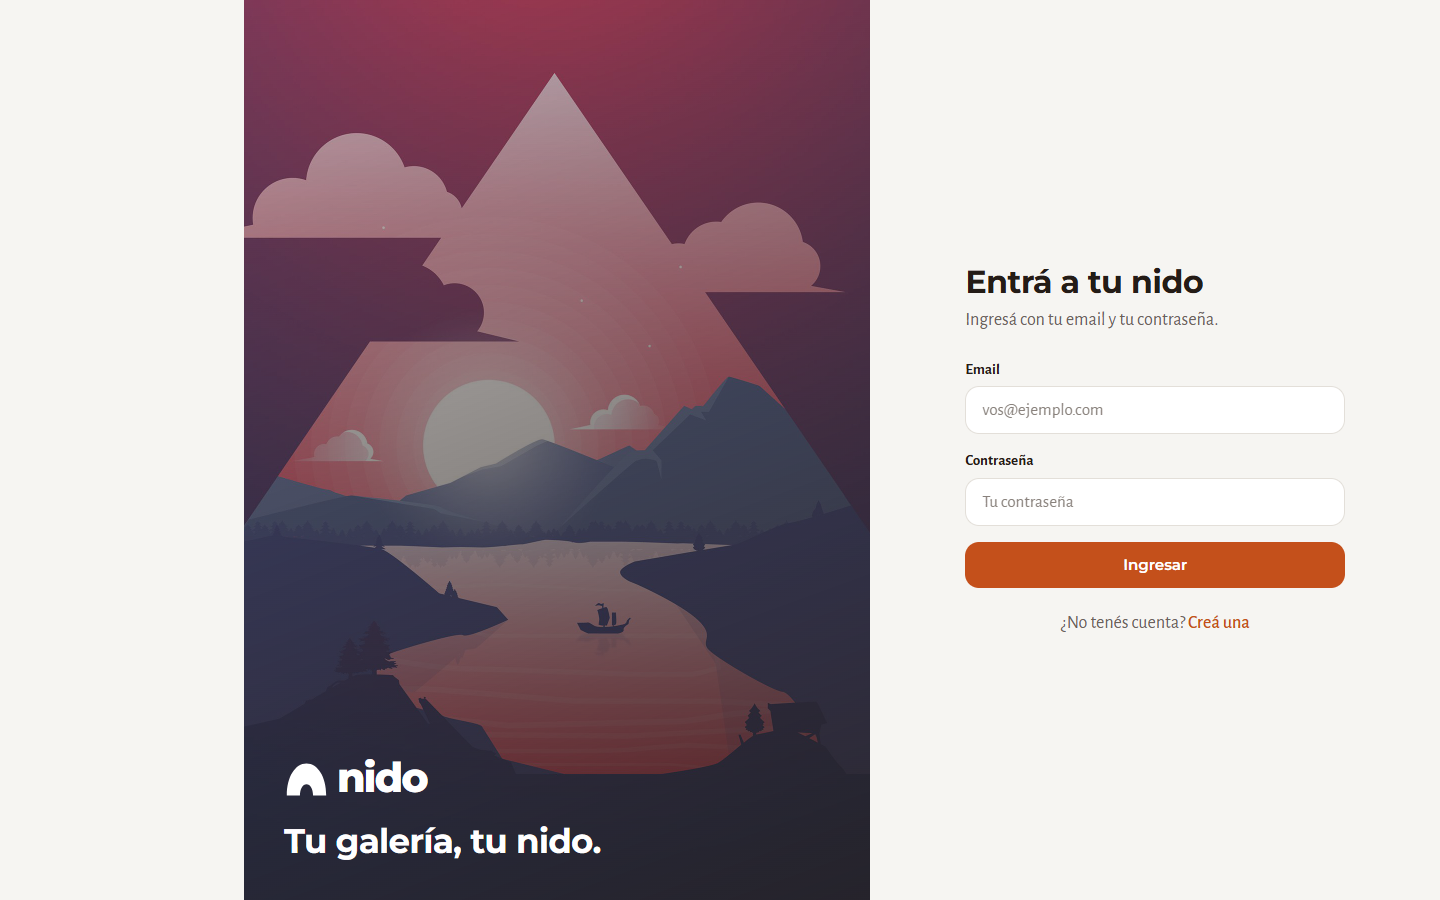 nido
Tu galería, tu nido.
Entrá a tu nido
Ingresá con tu email y tu contraseña.
Email
vos@ejemplo.com
Contraseña
Tu contraseña
Ingresar
¿No tenés cuenta? Creá una